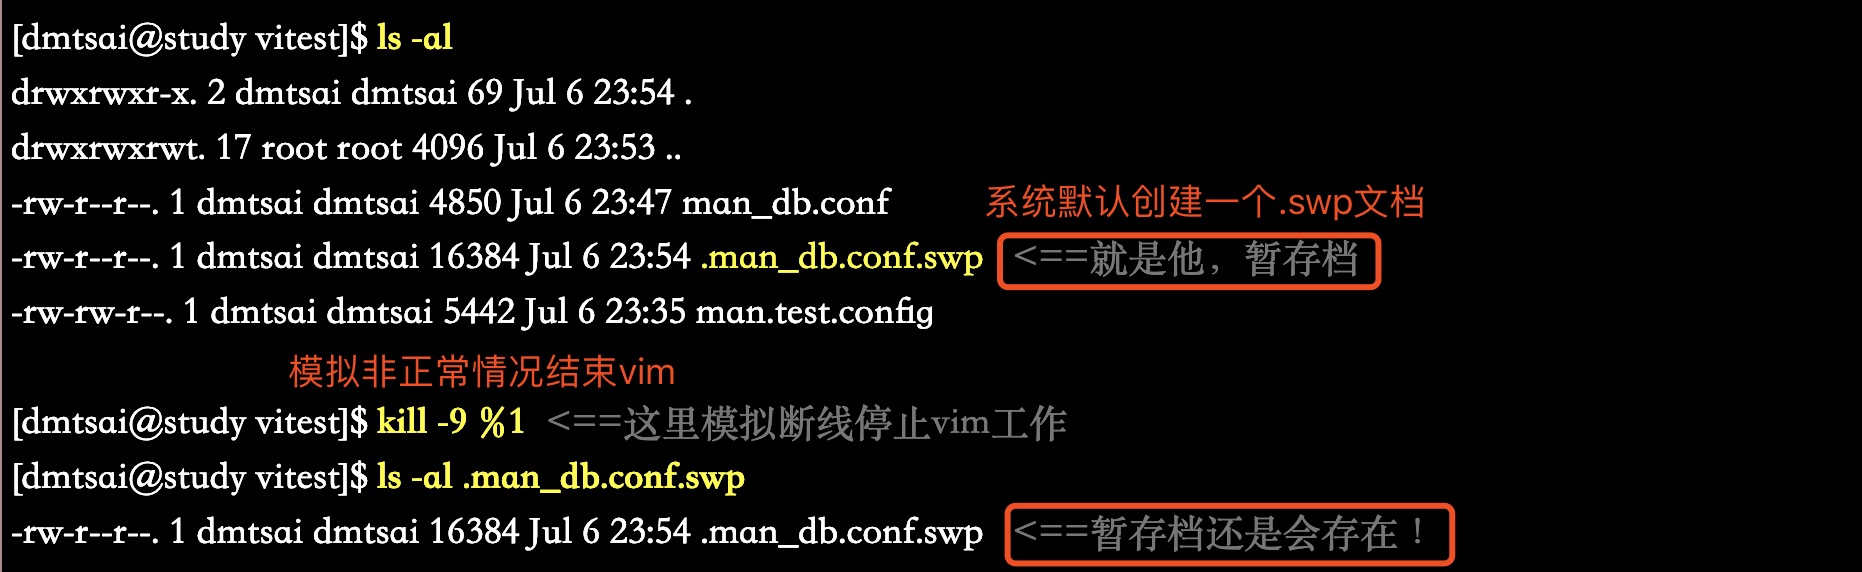 [dmtsai@study vitest]$ ls -al
drwxrwxr-x. 2 dmtsai dmtsai 69 Jul 6 23:54 .
drwxrwxrwt. 17 root root 4096 Jul 6 23:53 ..
-rw-r--r--. 1 dmtsai dmtsai 4850 Jul 6 23:47 man_db.conf 系统默认创建一个.swp文档
-rw-r--r--. 1 dmtsai dmtsai 16384 Jul 6 23:54 .man_db.conf.swp <==就是他，暂存档
-rw-rw-r--. 1 dmtsai dmtsai 5442 Jul 6 23:35 man.test.config
模拟非正常情况结束vim
[dmtsai@study vitest]$ kill -9 %1 <==这里模拟断线停止vim工作
[dmtsai@study vitest]$ ls -al .man_db.conf.swp
-rw-r--r--. 1 dmtsai dmtsai 16384 Jul 6 23:54 .man_db.conf.swp <==暂存档还是会存在！